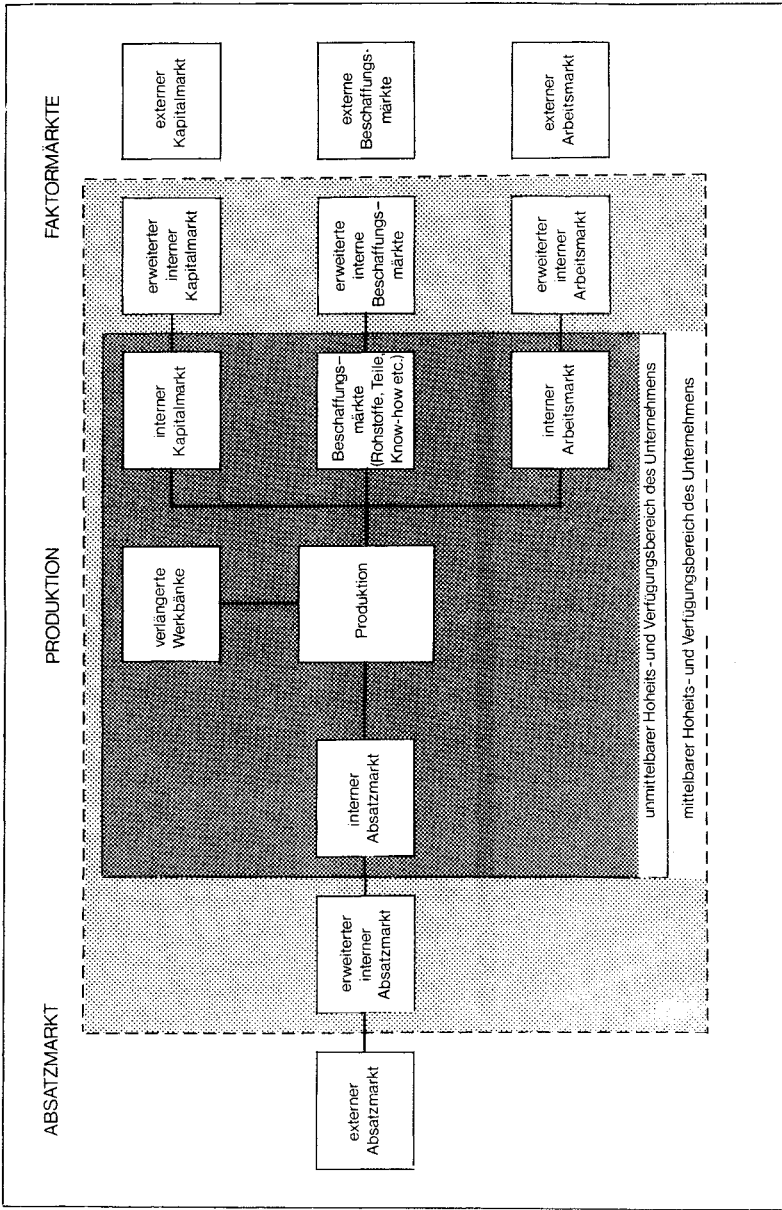 ABSATZMARKT
PRODUKTION
FAKTORMÄRKTE
verlängerte
Werkbänke
interner
Kapitalmarkt
erweiterter
interner
Kapitalmarkt
externer
Kapitalmarkt
externer
Absatzmarkt
erweiterter
interner
Absatzmarkt
interner
Absatzmarkt
Produktion
Beschaffungs-
märkte
(Rohstoffe, Teile,
Know-how etc.)
erweiterte
interne
Beschaffungs-
märkte
externe
Beschaffungs-
märkte
interner
Arbeitsmarkt
erweiterter
interner
Arbeitsmarkt
externer
Arbeitsmarkt
unmittelbarer Hoheits- und Verfügungsbereich des Unternehmens
mittelbarer Hoheits- und Verfügungsbereich des Unternehmens